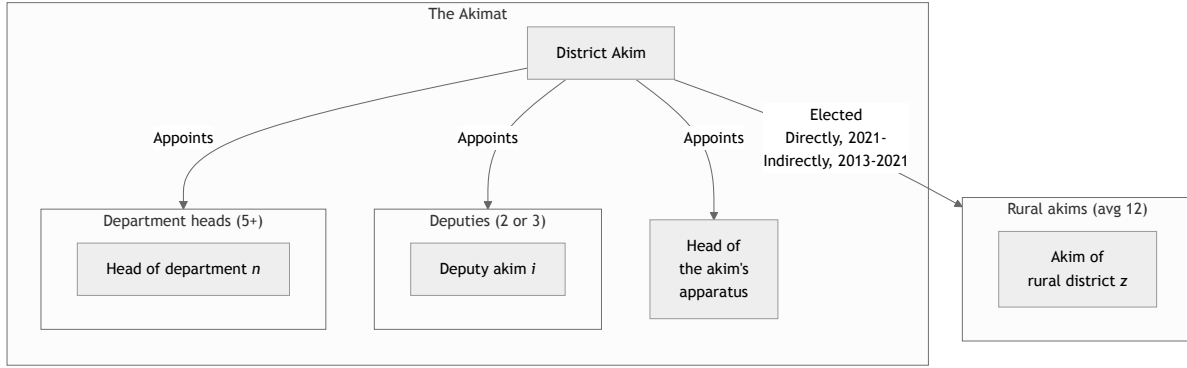 The Akimat
District Akim
Appoints
Appoints
Appoints
Elected
Directly, 2021-
Indirectly, 2013-2021
Department heads (5+)
Head of department n
Deputies (2 or 3)
Deputy akim i
Head of
the akim's
apparatus
Rural akims (avg 12)
Akim of
rural district z